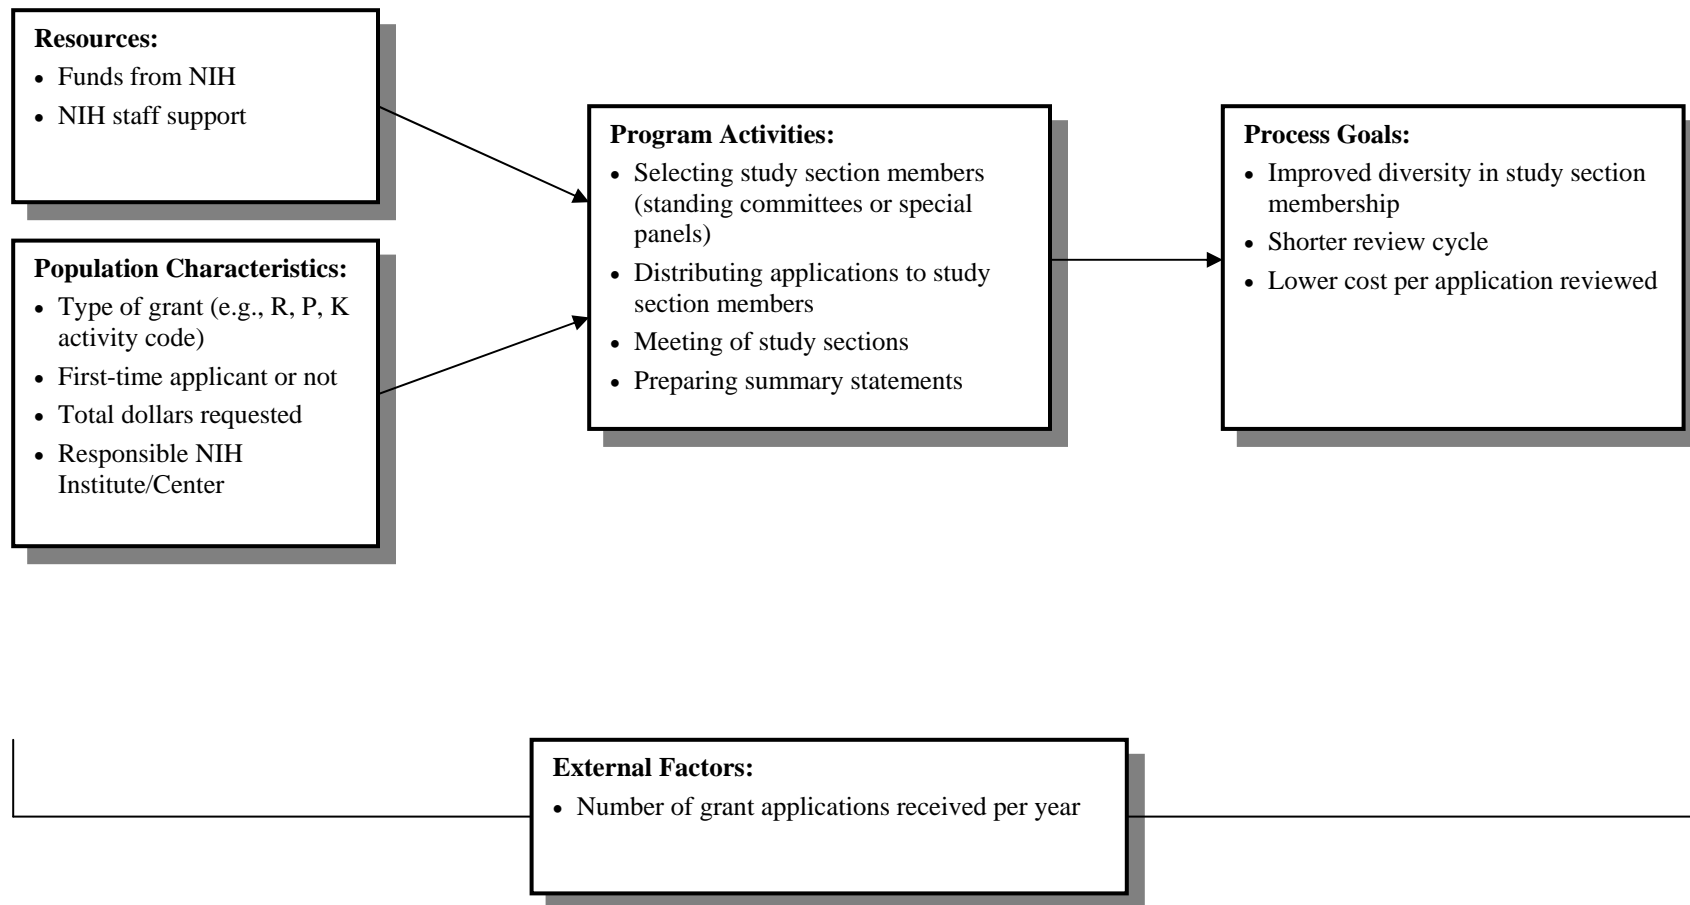 Resources:
• Funds from NIH
• NIH staff support
Population Characteristics:
• Type of grant (e.g., R, P, K
activity code)
• First-time applicant or not
• Total dollars requested
• Responsible NIH
Institute/Center
Program Activities:
• Selecting study section members
(standing committees or special
panels)
• Distributing applications to study
section members
• Meeting of study sections
• Preparing summary statements
Process Goals:
• Improved diversity in study section
membership
• Shorter review cycle
• Lower cost per application reviewed
External Factors:
• Number of grant applications received per year